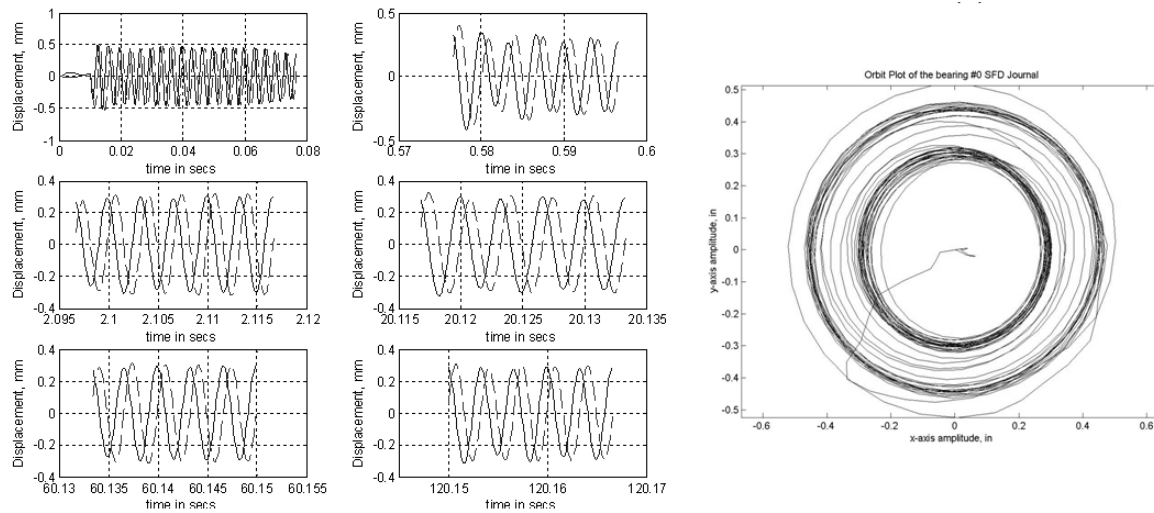 Displacement, mm
1
0.5
0
-0.5
-1
0 0.02 0.04 0.06 0.08
time in secs
Displacement, mm
0.5
0
-0.5
0.57 0.58 0.59 0.6
time in secs
Displacement, mm
0.4
0.2
0
-0.2
-0.4
2.095 2.1 2.105 2.11 2.115 2.12
time in secs
Displacement, mm
0.4
0.2
0
-0.2
-0.4
20.115 20.12 20.125 20.13 20.135
time in secs
Displacement, mm
0.4
0.2
0
-0.2
-0.4
60.13 60.135 60.14 60.145 60.15 60.155
time in secs
Displacement, mm
0.4
0.2
0
-0.2
-0.4
120.15 120.16 120.17
time in secs
Orbit Plot of the bearing #0 SFD Journal
y-axis amplitude, in
0.5
0.4
0.3
0.2
0.1
0
-0.1
-0.2
-0.3
-0.4
-0.5
-0.6 -0.4 -0.2 0 0.2 0.4 0.6
x-axis amplitude, in